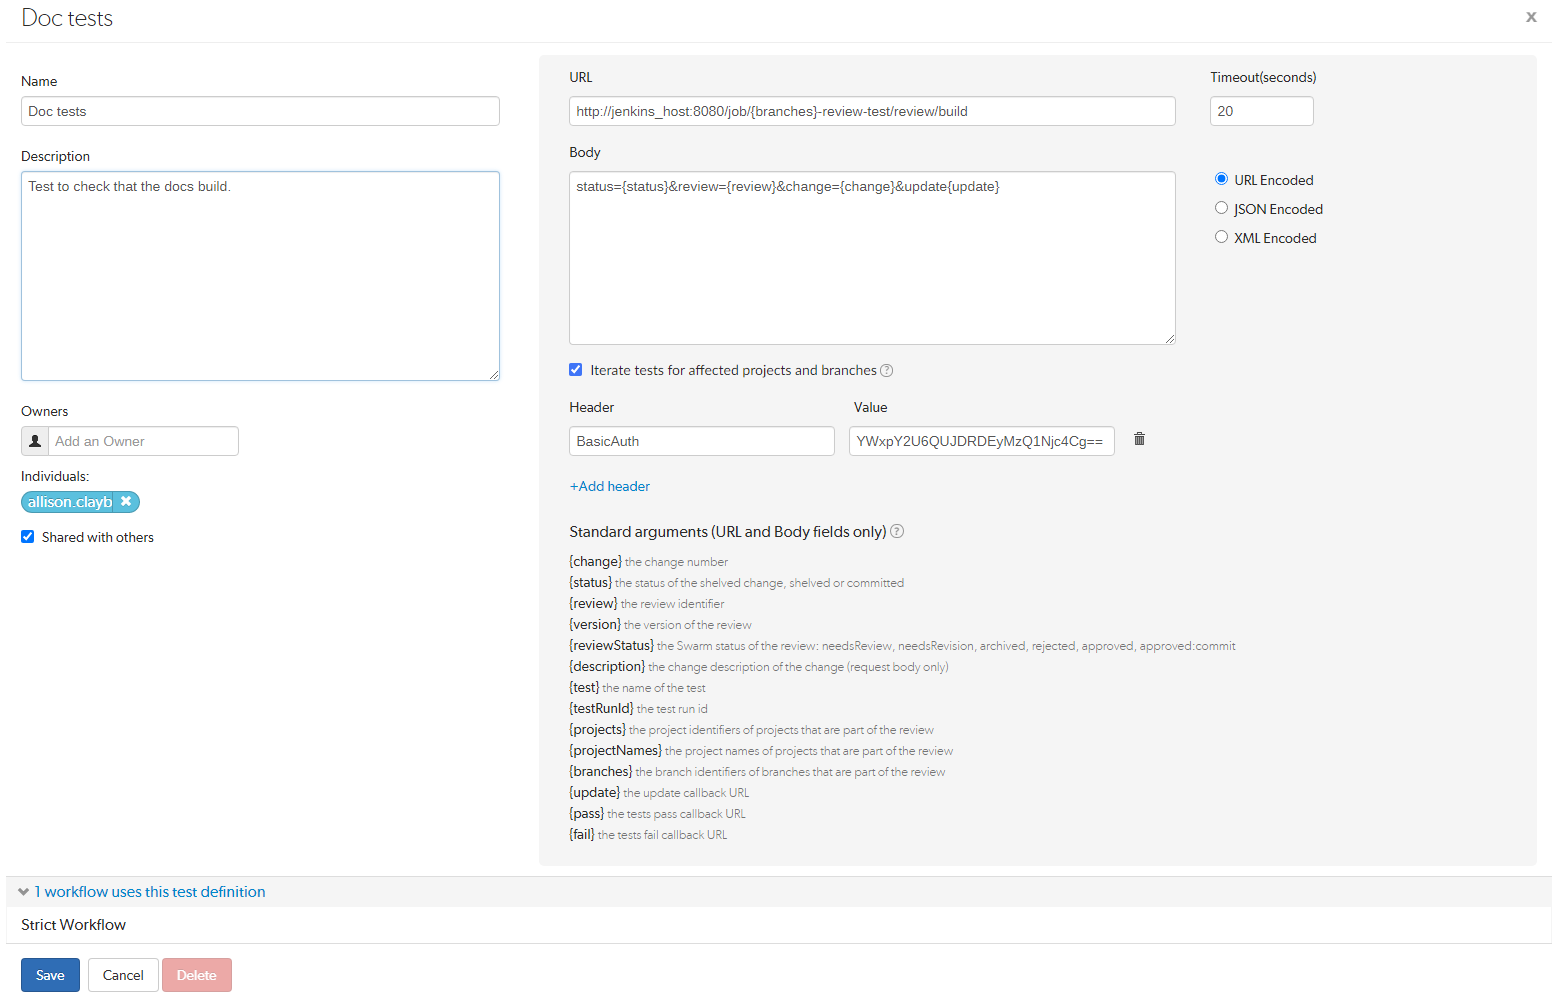 Doc tests
x
Name
Doc tests
Description
Test to check that the docs build.
Owners
Add an Owner
Individuals:
allison.clayb
Shared with others
URL
http://jenkins_host:8080/job/{branches}-review-test/review/build
Timeout(seconds)
20
Body
status={status}&review={review}&change={change}&update{update}
URL Encoded
JSON Encoded
XML Encoded
Iterate tests for affected projects and branches ?
Header Value
BasicAuth YWxpY2U6QUJDRDEyMzQ1Njc4Cg==
+Add header
Standard arguments (URL and Body fields only) ?
{change} the change number
{status} the status of the shelved change, shelved or committed
{review} the review identifier
{version} the version of the review
{reviewStatus} the Swarm status of the review: needsReview, needsRevision, archived, rejected, approved, approved:commit
{description} the change description of the change (request body only)
{test} the name of the test
{testRunId} the test run id
{projects} the project identifiers of projects that are part of the review
{projectNames} the project names of projects that are part of the review
{branches} the branch identifiers of branches that are part of the review
{update} the update callback URL
{pass} the tests pass callback URL
{fail} the tests fail callback URL
1 workflow uses this test definition
Strict Workflow
Save Cancel Delete